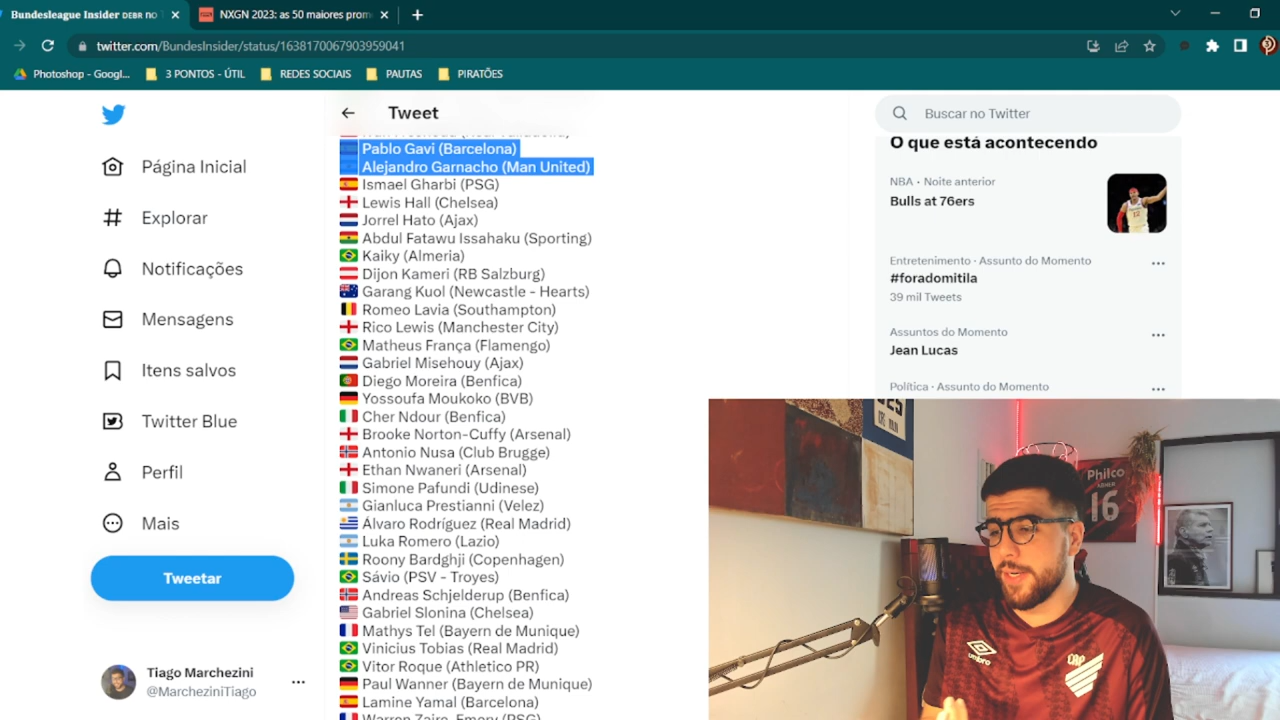 Bundesleague Insider DEBR no
NXGN 2023: as 50 maiores prom
twitter.com/BundesInsider/status/1638170067903959041
Photoshop - Googl...
3 PONTOS - ÚTIL
REDES SOCIAIS
PAUTAS
PIRATÕES
Página Inicial
Explorar
Notificações
Mensagens
Itens salvos
Twitter Blue
Perfil
Mais
Tweetar
Tiago Marchezini
@MarcheziniTiago
Tweet
Pablo Gavi (Barcelona)
Alejandro Garnacho (Man United)
Ismael Gharbi (PSG)
Lewis Hall (Chelsea)
Jorrel Hato (Ajax)
Abdul Fatawu Issahaku (Sporting)
Kaiky (Almeria)
Dijon Kameri (RB Salzburg)
Garang Kuol (Newcastle - Hearts)
Romeo Lavia (Southampton)
Rico Lewis (Manchester City)
Matheus França (Flamengo)
Gabriel Misehouy (Ajax)
Diego Moreira (Benfica)
Yossoufa Moukoko (BVB)
Cher Ndour (Benfica)
Brooke Norton-Cuffy (Arsenal)
Antonio Nusa (Club Brugge)
Ethan Nwaneri (Arsenal)
Simone Pafundi (Udinese)
Gianluca Prestianni (Velez)
Álvaro Rodríguez (Real Madrid)
Luka Romero (Lazio)
Roony Bardghji (Copenhagen)
Sávio (PSV - Troyes)
Andreas Schjelderup (Benfica)
Gabriel Slonina (Chelsea)
Mathys Tel (Bayern de Munique)
Vinicius Tobias (Real Madrid)
Vitor Roque (Athletico PR)
Paul Wanner (Bayern de Munique)
Lamine Yamal (Barcelona)
Warren Zaire-Emery (PSG)
Buscar no Twitter
O que está acontecendo
NBA · Noite anterior
Bulls at 76ers
Entretenimento · Assunto do Momento
#foradomitila
39 mil Tweets
Assuntos do Momento
Jean Lucas
Política · Assunto do Momento
Philco
16
umbro
CAP